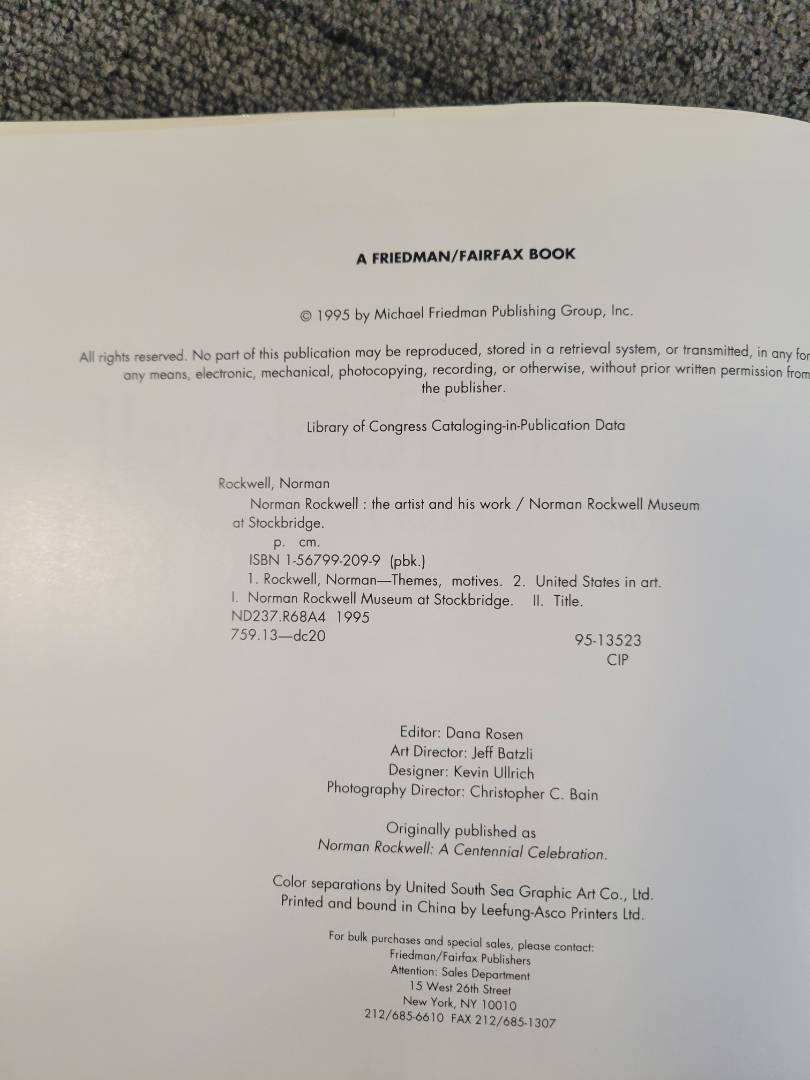 A FRIEDMAN/FAIRFAX BOOK
© 1995 by Michael Friedman Publishing Group, Inc.
All rights reserved. No part of this publication may be reproduced, stored in a retrieval system, or transmitted, in any for
any means, electronic, mechanical, photocopying, recording, or otherwise, without prior written permission from
the publisher.
Library of Congress Cataloging-in-Publication Data
Rockwell, Norman
Norman Rockwell : the artist and his work / Norman Rockwell Museum
at Stockbridge.
p. cm.
ISBN 1-56799-209-9 (pbk.)
1. Rockwell, Norman—Themes, motives. 2. United States in art.
I. Norman Rockwell Museum at Stockbridge. II. Title.
ND237.R68A4 1995
759.13—dc20
95-13523
CIP
Editor: Dana Rosen
Art Director: Jeff Batzli
Designer: Kevin Ullrich
Photography Director: Christopher C. Bain
Originally published as
Norman Rockwell: A Centennial Celebration.
Color separations by United South Sea Graphic Art Co., Ltd.
Printed and bound in China by Leefung-Asco Printers Ltd.
For bulk purchases and special sales, please contact:
Friedman/Fairfax Publishers
Attention: Sales Department
15 West 26th Street
New York, NY 10010
212/685-6610 FAX 212/685-1307